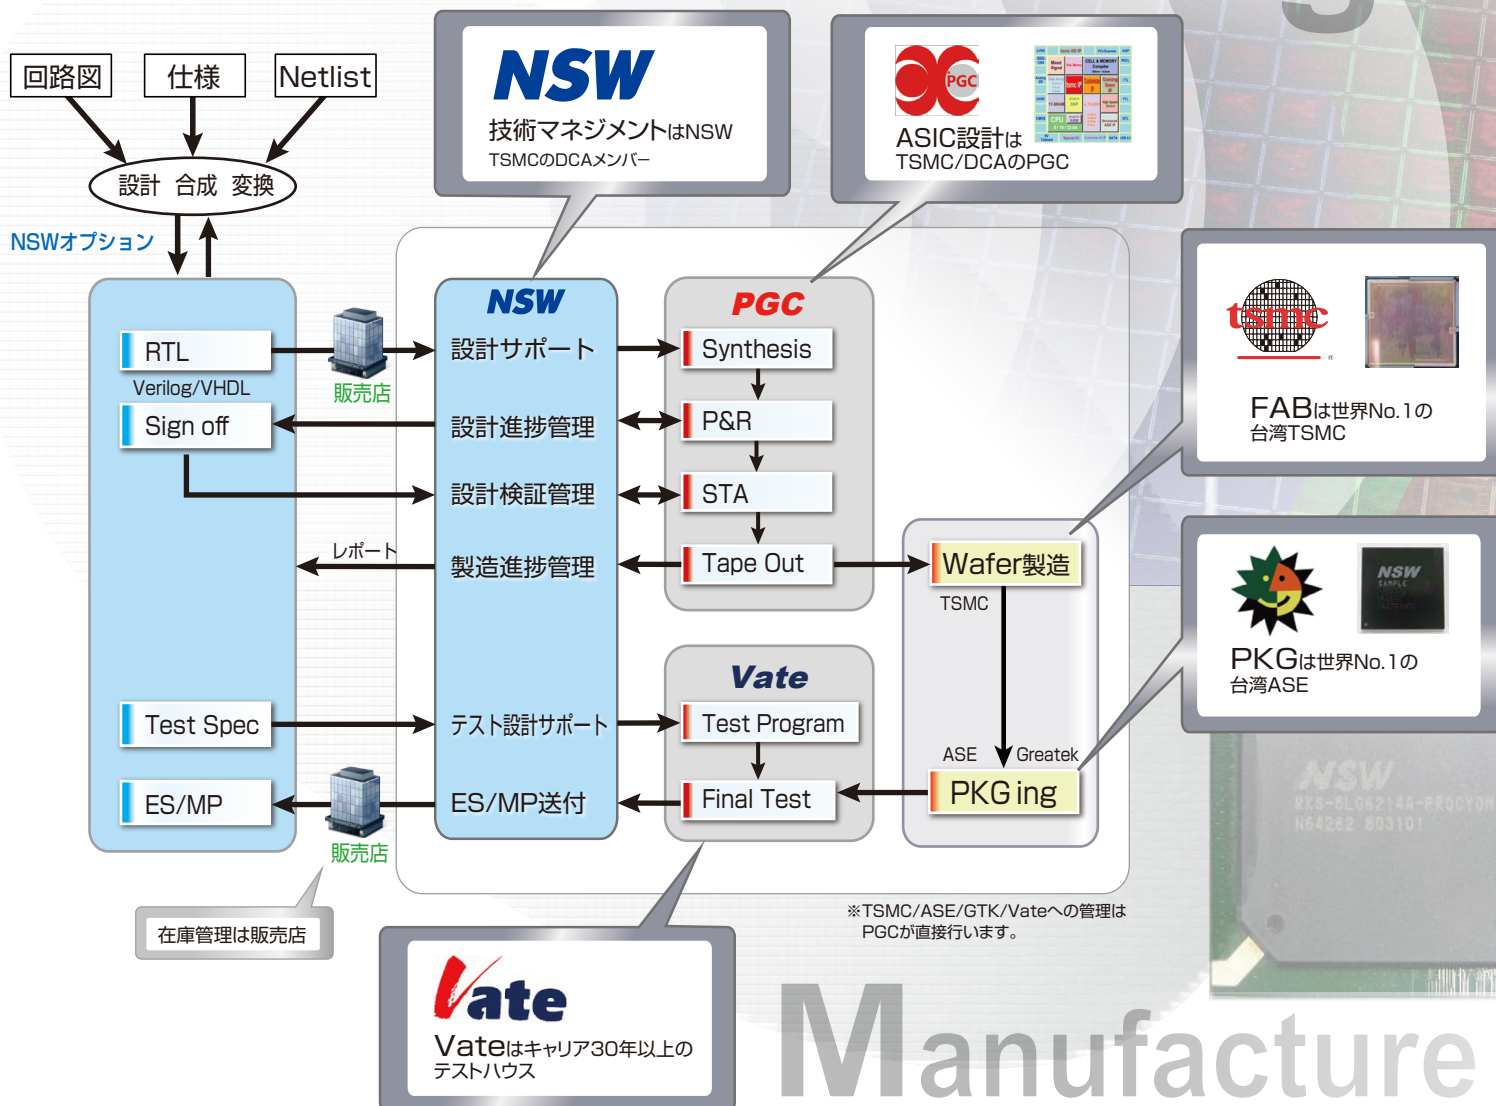 回路図
仕様
Netlist
設計 合成 変換
NSWオプション
NSW
技術マネジメントはNSW
TSMCのDCAメンバー
PGC
ASIC設計は
TSMC/DCAのPGC
RTL
Verilog/VHDL
Sign off
Test Spec
ES/MP
販売店
レポート
販売店
在庫管理は販売店
NSW
設計サポート
設計進捗管理
設計検証管理
製造進捗管理
テスト設計サポート
ES/MP送付
PGC
Synthesis
P&R
STA
Tape Out
Vate
Test Program
Final Test
Wafer製造
TSMC
ASE Greatek
PKG ing
tsmc
FABは世界No.1の
台湾TSMC
NSW
SAMPLE
PKGは世界No.1の
台湾ASE
※TSMC/ASE/GTK/Vateへの管理は
PGCが直接行います。
Vate
Vateはキャリア30年以上の
テストハウス
NSW
N64262 803101
Manufacture